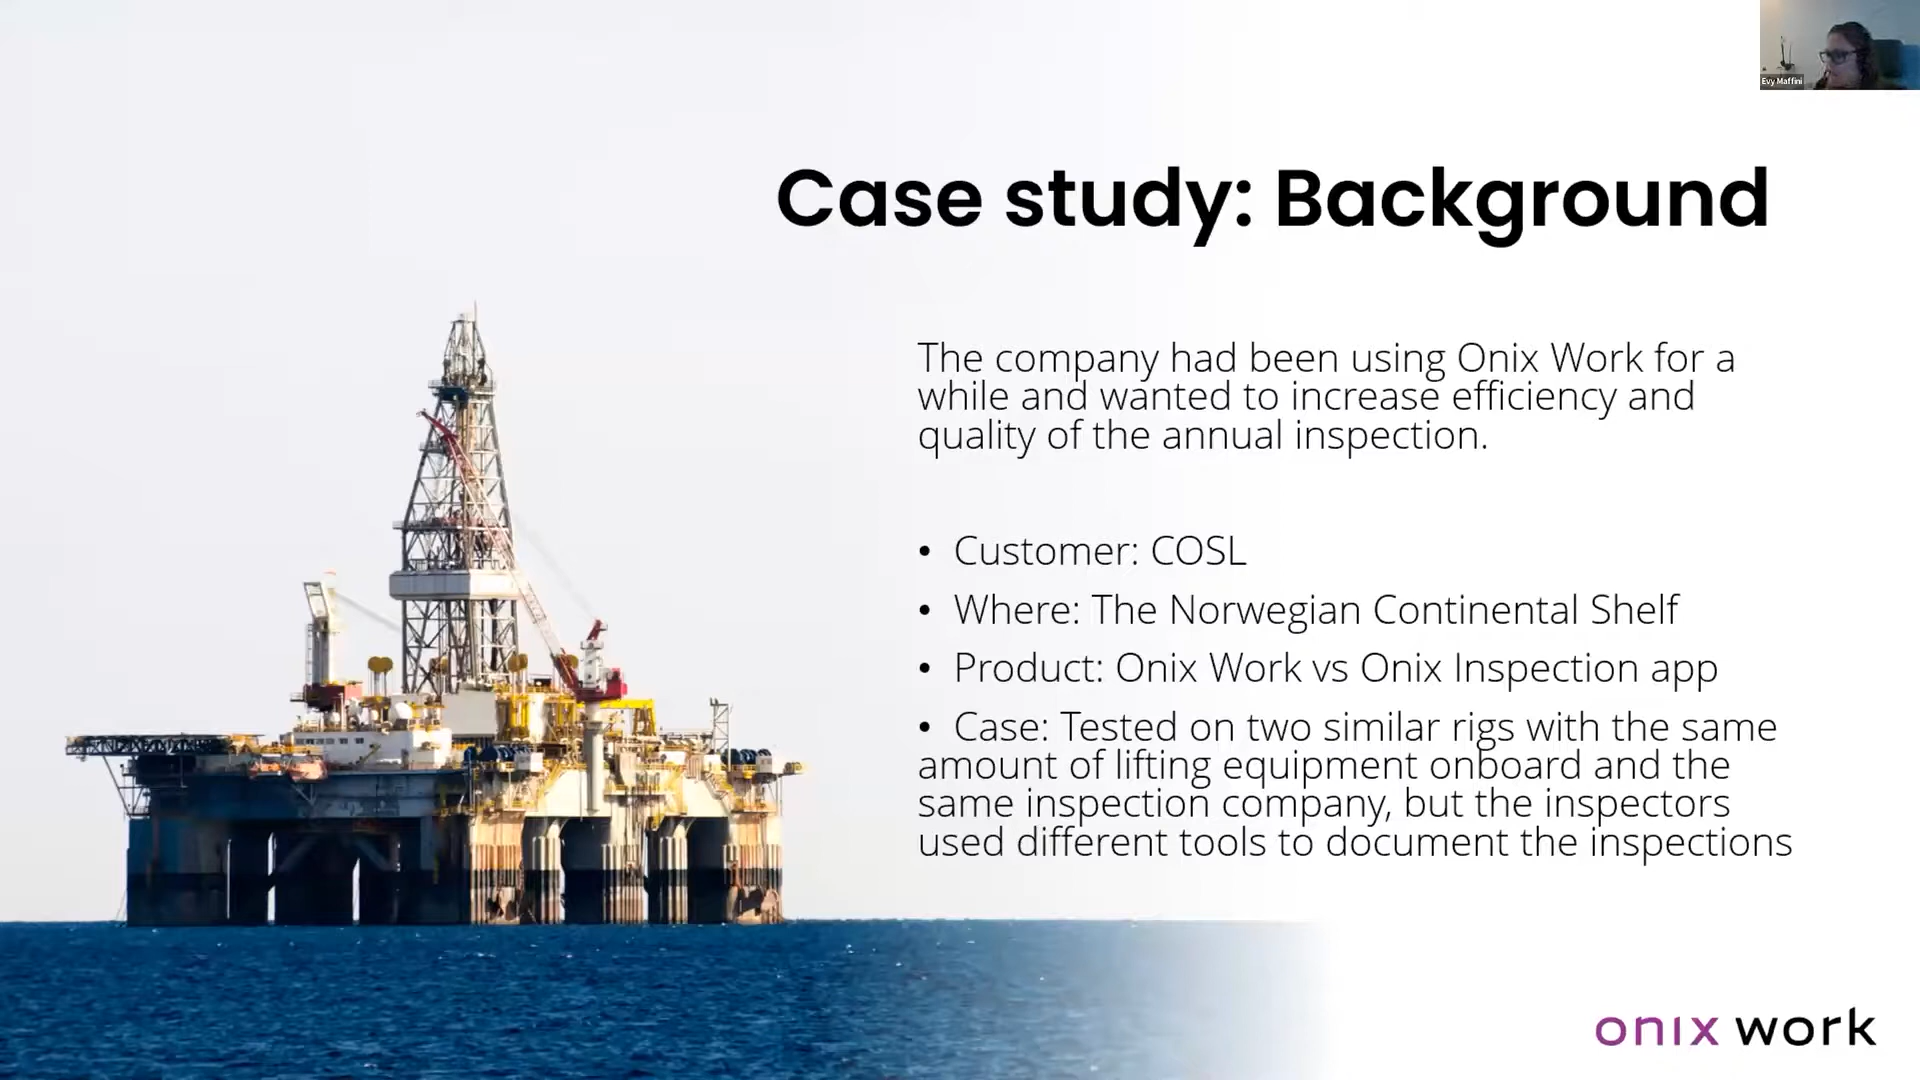 Evy Maffini
Case study: Background
The company had been using Onix Work for a
while and wanted to increase efficiency and
quality of the annual inspection.
• Customer: COSL
• Where: The Norwegian Continental Shelf
• Product: Onix Work vs Onix Inspection app
• Case: Tested on two similar rigs with the same
amount of lifting equipment onboard and the
same inspection company, but the inspectors
used different tools to document the inspections
onix work